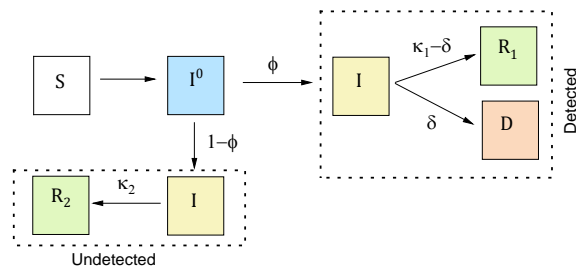 S
I⁰
ϕ
I
κ₁–δ
R₁
δ
D
Detected
1–ϕ
R₂
κ₂
I
Undetected